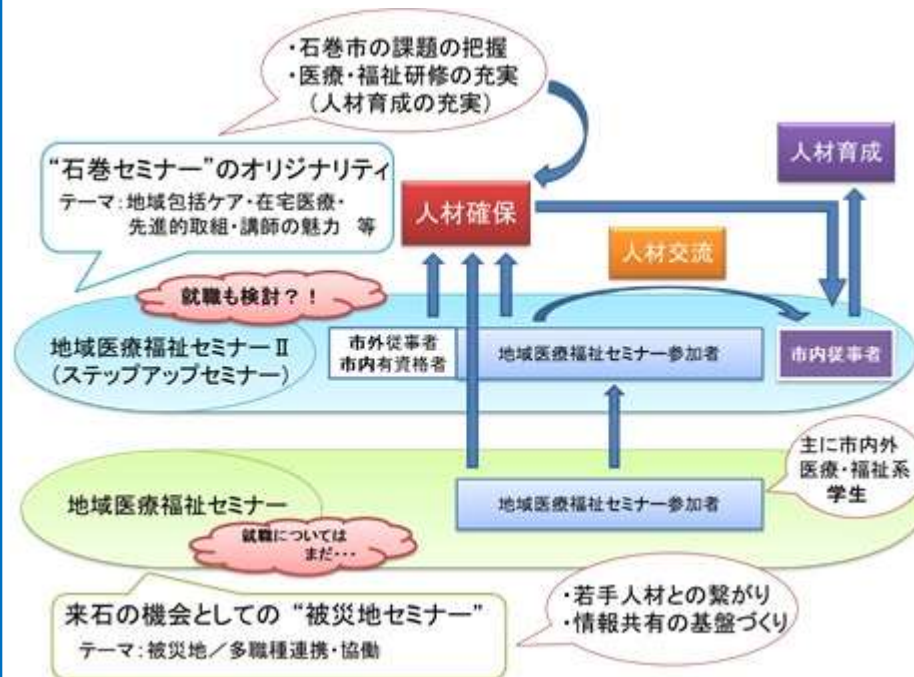 ・石巻市の課題の把握
・医療・福祉研修の充実
（人材育成の充実）
“石巻セミナー”のオリジナリティ
テーマ：地域包括ケア・在宅医療・
先進的取組・講師の魅力 等
人材育成
人材確保
人材交流
就職も検討？！
地域医療福祉セミナーⅡ
（ステップアップセミナー）
市外従事者
市内有資格者
地域医療福祉セミナー参加者
市内従事者
主に市内外
医療・福祉系
学生
地域医療福祉セミナー
地域医療福祉セミナー参加者
就職については
まだ･･･
来石の機会としての “被災地セミナー”
テーマ：被災地／多職種連携・協働
・若手人材との繋がり
・情報共有の基盤づくり